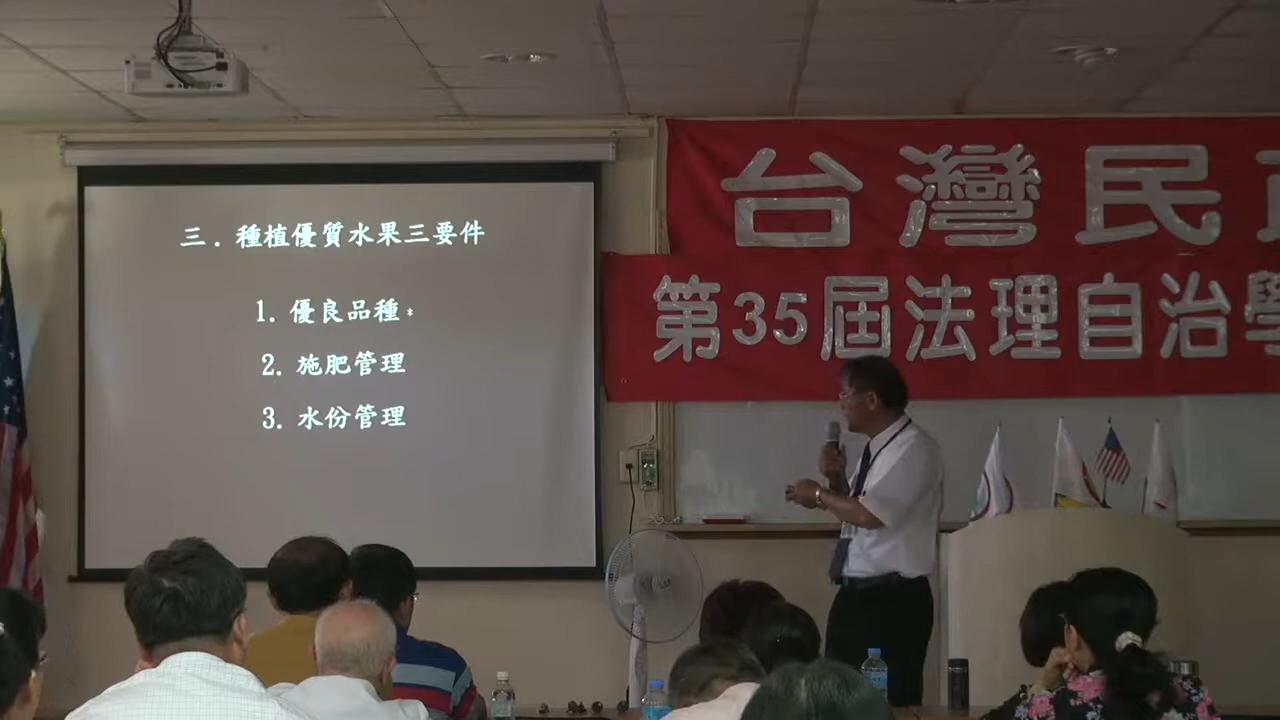 三. 種植優質水果三要件
1. 優良品種
2. 施肥管理
3. 水份管理
台灣民
第35屆法理自治學